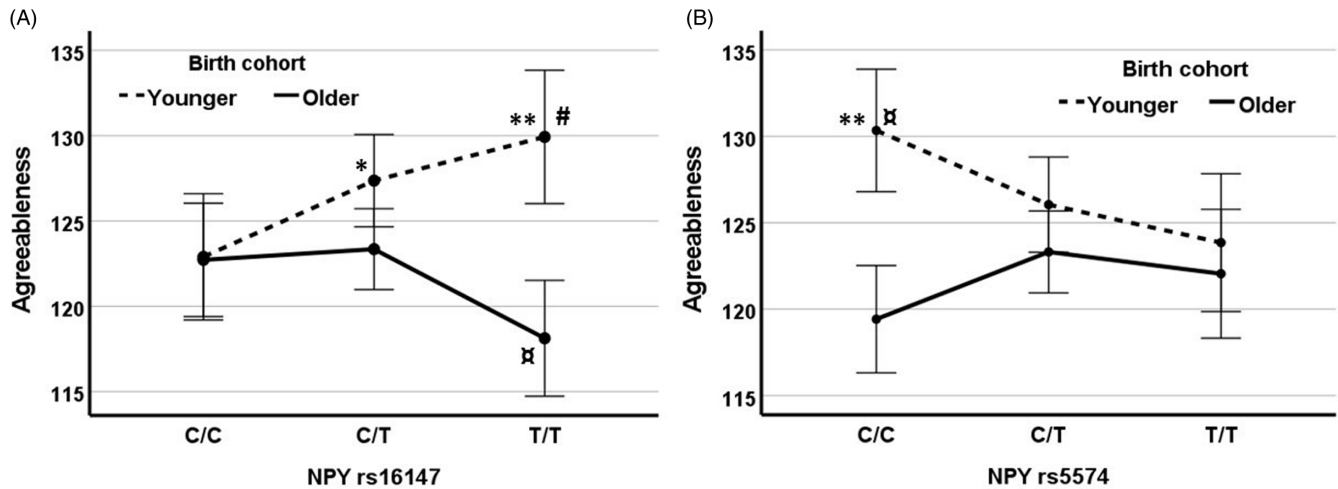 (A)
135
130
125
120
115
Agreeableness
Birth cohort
Younger Older
* ** #
¤
C/C C/T T/T
NPY rs16147
(B)
135
130
125
120
115
Agreeableness
Birth cohort
Younger Older
** ¤
C/C C/T T/T
NPY rs5574